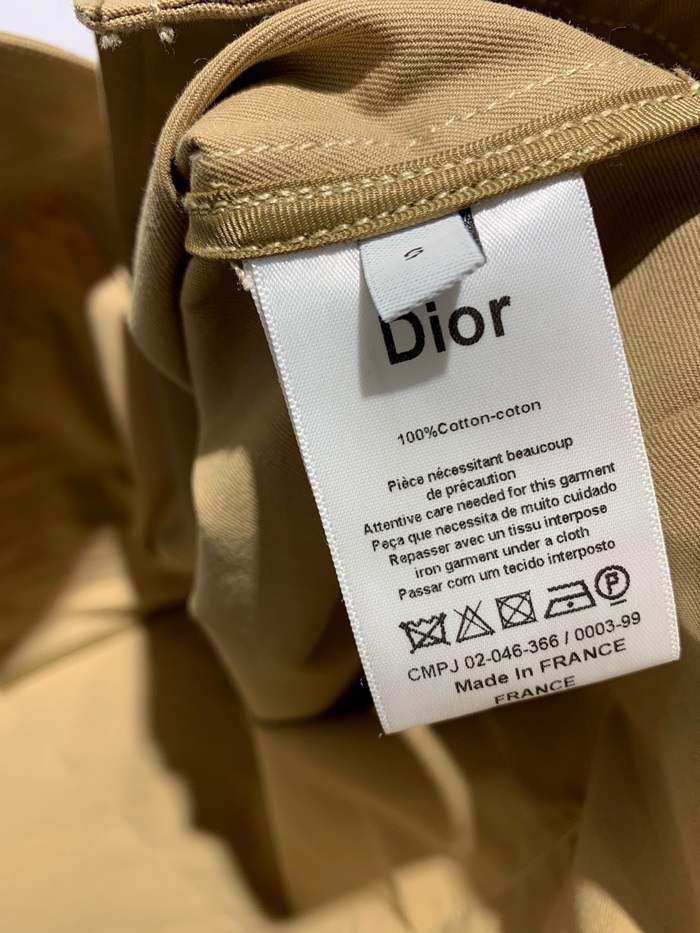 S
Dior
100%Cotton-coton
Pièce nécessitant beaucoup
de précaution
Attentive care needed for this garment
Peça que necessita de muito cuidado
Repasser avec un tissu interpose
iron garment under a cloth
Passar com um tecido interposto
P
CMPJ 02-046-366 / 0003-99
Made In FRANCE
FRANCE